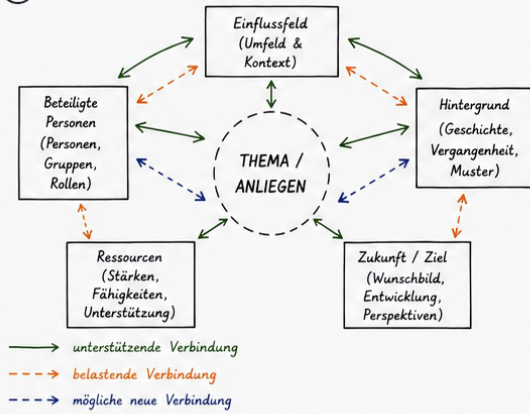 Einflussfeld
(Umfeld &
Kontext)
Beteiligte
Personen
(Personen,
Gruppen,
Rollen)
THEMA /
ANLIEGEN
Hintergrund
(Geschichte,
Vergangenheit,
Muster)
Ressourcen
(Stärken,
Fähigkeiten,
Unterstützung)
Zukunft / Ziel
(Wunschbild,
Entwicklung,
Perspektiven)
unterstützende Verbindung
belastende Verbindung
mögliche neue Verbindung